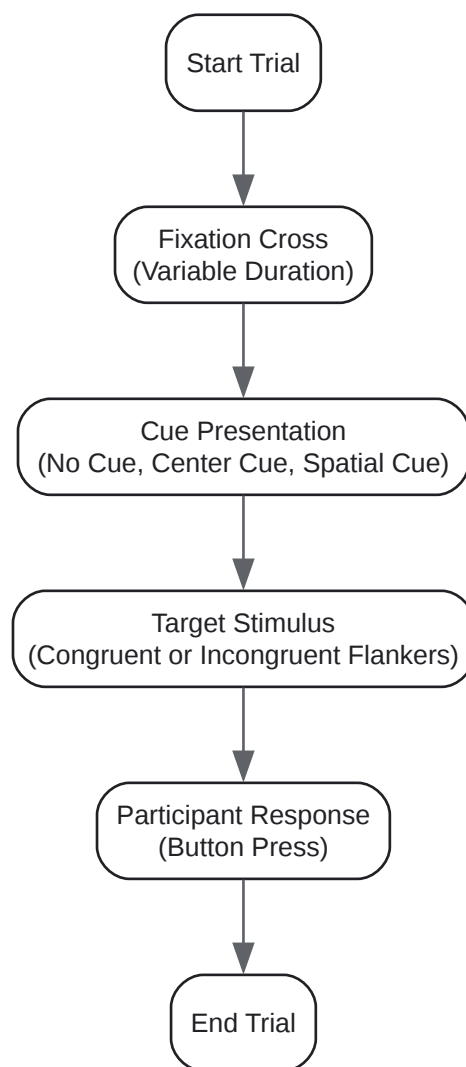 Start Trial
Fixation Cross
(Variable Duration)
Cue Presentation
(No Cue, Center Cue, Spatial Cue)
Target Stimulus
(Congruent or Incongruent Flankers)
Participant Response
(Button Press)
End Trial